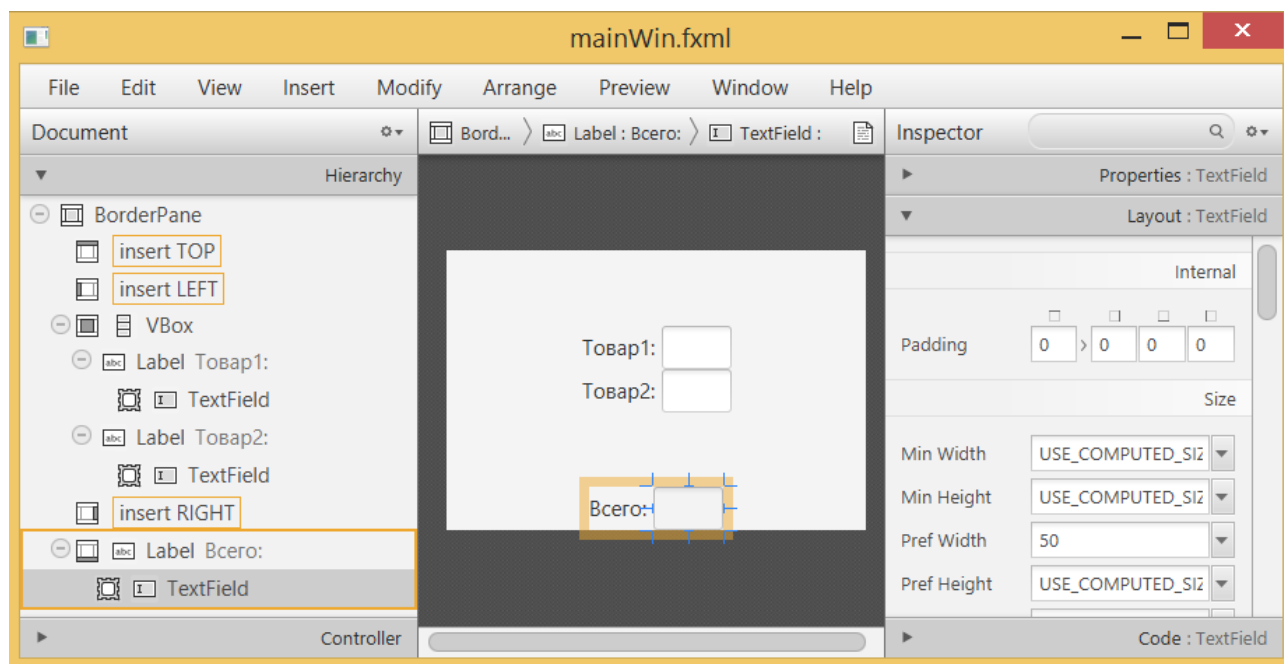 mainWin.fxml
File Edit View Insert Modify Arrange Preview Window Help
Document
Bord... Label : Всего: TextField :
Inspector
Hierarchy
Properties : TextField
BorderPane
Layout : TextField
insert TOP
insert LEFT
Internal
VBox
Label Товар1:
Товар1:
Padding 0 > 0 0 0
TextField
Товар2:
Size
Label Товар2:
Min Width USE_COMPUTED_SIZ
TextField
Min Height USE_COMPUTED_SIZ
insert RIGHT
Всего:
Pref Width 50
Label Всего:
Pref Height USE_COMPUTED_SIZ
TextField
Controller
Code : TextField